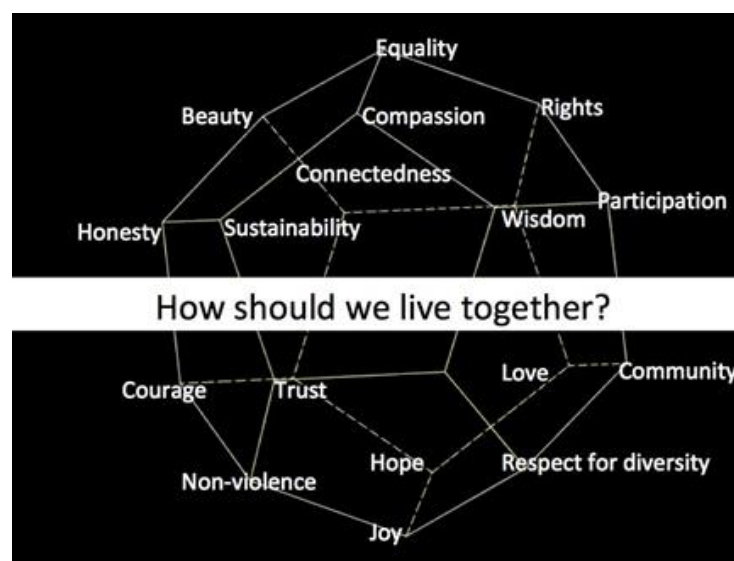 Equality
Beauty
Compassion
Rights
Connectedness
Participation
Honesty
Sustainability
Wisdom
How should we live together?
Courage
Trust
Love
Community
Hope
Respect for diversity
Non-violence
Joy